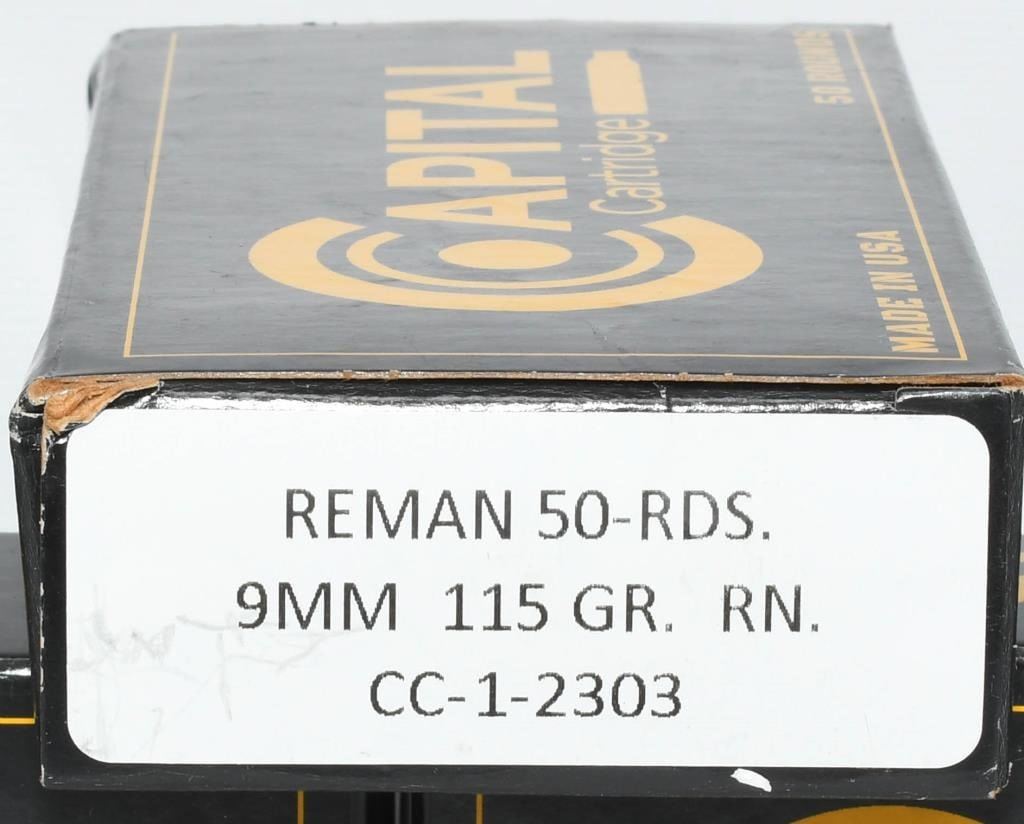 CAPITAL
Cartridge
50 ROUNDS
MADE IN USA
REMAN 50-RDS.
9MM 115 GR. RN.
CC-1-2303